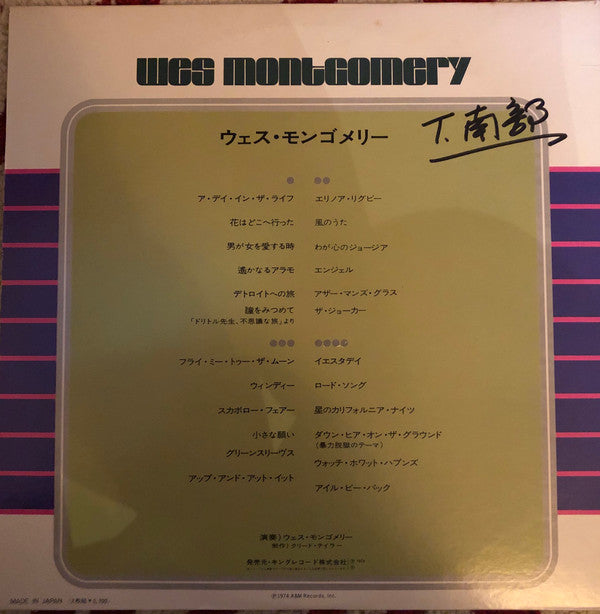 wes montgomery
T. 南部
ウェス・モンゴメリー
ア・デイ・イン・ザ・ライフ
花はどこへ行った
男が女を愛する時
遥かなるアラモ
デトロイトへの旅
瞳をみつめて
「ドリトル先生、不思議な旅」より
エリノア・リグビー
風のうた
わが心のジョージア
エンジェル
アザー・マンズ・グラス
ザ・ジョーカー
フライ・ミー・トゥー・ザ・ムーン
ウィンディー
スカボロー・フェアー
小さな願い
グリーンスリーヴス
アップ・アンド・アット・イット
イエスタデイ
ロード・ソング
星のカリフォルニア・ナイツ
ダウン・ヒア・オン・ザ・グラウンド
(暴力脱獄のテーマ)
ウォッチ・ホワット・ハプンズ
アイル・ビー・バック
演奏)ウェス・モンゴメリー
制作)クリード・テイラー
発売元・キングレコード株式会社
Ⓟ1974 A&M Records, Inc.
MADE IN JAPAN